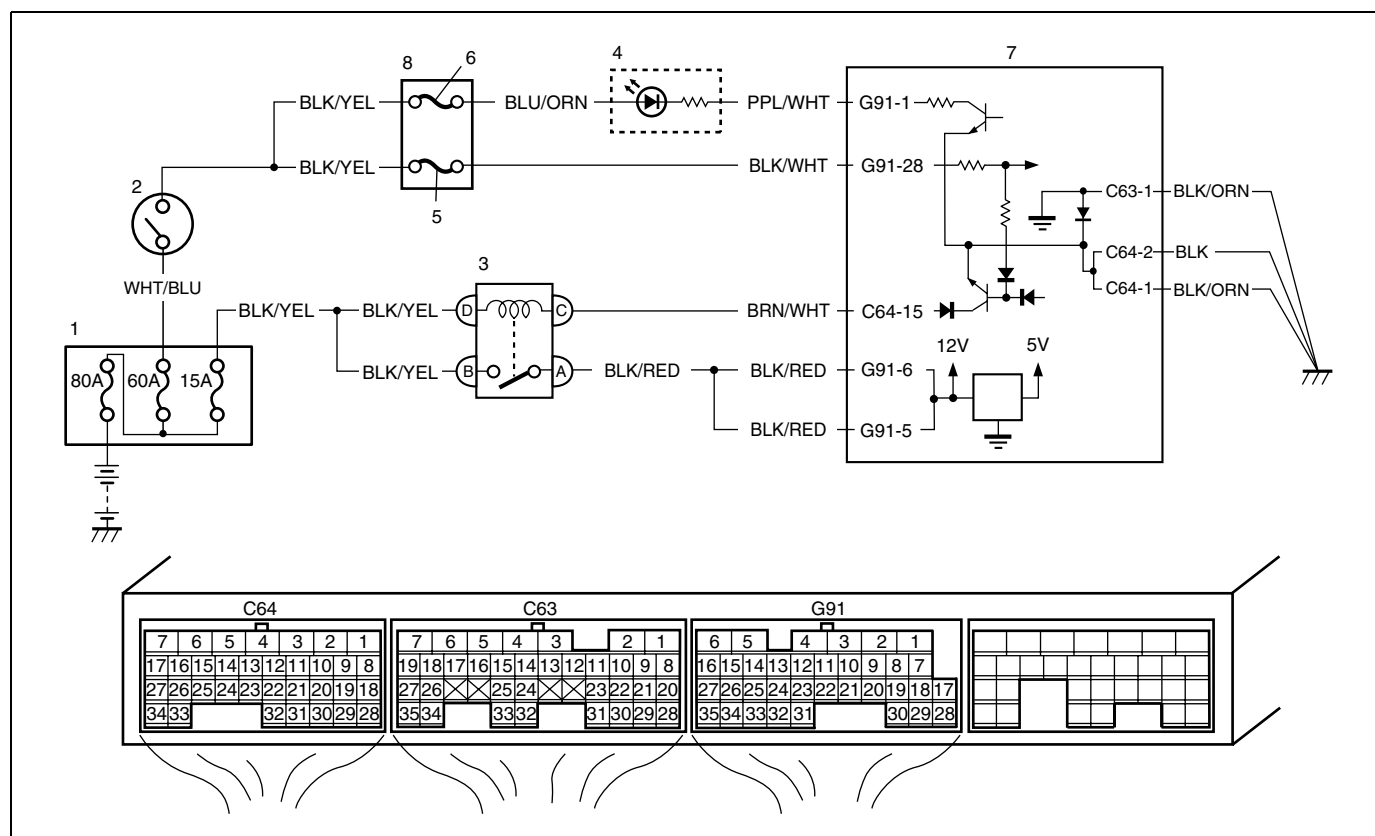 8 6 4 7
BLK/YEL BLU/ORN PPL/WHT G91-1
BLK/YEL BLK/WHT G91-28
2 5
C63-1 BLK/ORN
C64-2 BLK
C64-1 BLK/ORN
WHT/BLU
3
1
BLK/YEL BLK/YEL D C BRN/WHT C64-15
12V 5V
80A 60A 15A
BLK/YEL B A BLK/RED BLK/RED G91-6
BLK/RED G91-5
C64 C63 G91
7 6 5 4 3 2 1 7 6 5 4 3 2 1 6 5 4 3 2 1
17 16 15 14 13 12 11 10 9 8 19 18 17 16 15 14 13 12 11 10 9 8 16 15 14 13 12 11 10 9 8 7
27 26 25 24 23 22 21 20 19 18 27 26 25 24 23 22 21 20 27 26 25 24 23 22 21 20 19 18 17
34 33 32 31 30 29 28 35 34 33 32 31 30 29 28 35 34 33 32 31 30 29 28